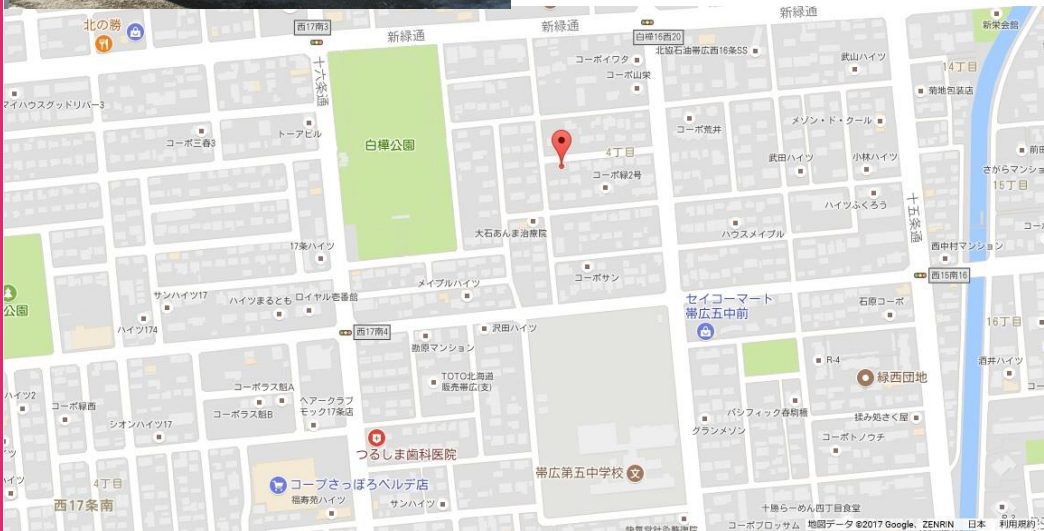 北の勝
西17南3
新緑通
新緑通
新緑通
白樺16西20
新栄会館
北協石油帯広西16条SS
コーポイワタ
コーポ山栄
武山ハイツ
14丁目
菊地包装店
マイハウスグッドリバー3
十六条通
トーアビル
コーポ三春3
白樺公園
4丁目
コーポ緑2号
コーポ荒井
メゾン・ド・クール
武田ハイツ
小林ハイツ
さがらマンション
15丁目
ハイツふくろう
十五条通
大石あんま治療院
ハウスメイプル
17条ハイツ
西中村マンション
コーポサン
メイプルハイツ
西15南16
公園
サンハイツ17
ハイツまるとも
ロイヤル壱番館
セイコーマート
帯広五中前
石原コーポ
ハイツ174
西17南4
沢田ハイツ
勘原マンション
16丁目
R-4
酒井ハイツ
緑西団地
TOTO北海道
販売帯広(支)
コーポラス魁A
ヘアークラブ
モック17条店
コーポラス魁B
ハイツ2
コーポ緑西
シオンハイツ17
パシフィック春駒橋
グランメゾン
揉み処さく屋
コーポトノウチ
つるしま歯科医院
帯広第五中学校
コープさっぽろベルデ店
4丁目
福寿苑ハイツ
サンハイツ
西17条南
十勝らーめん四丁目食堂
コーポブロッサム
地図データ ©2017 Google、ZENRIN
日本
利用規約